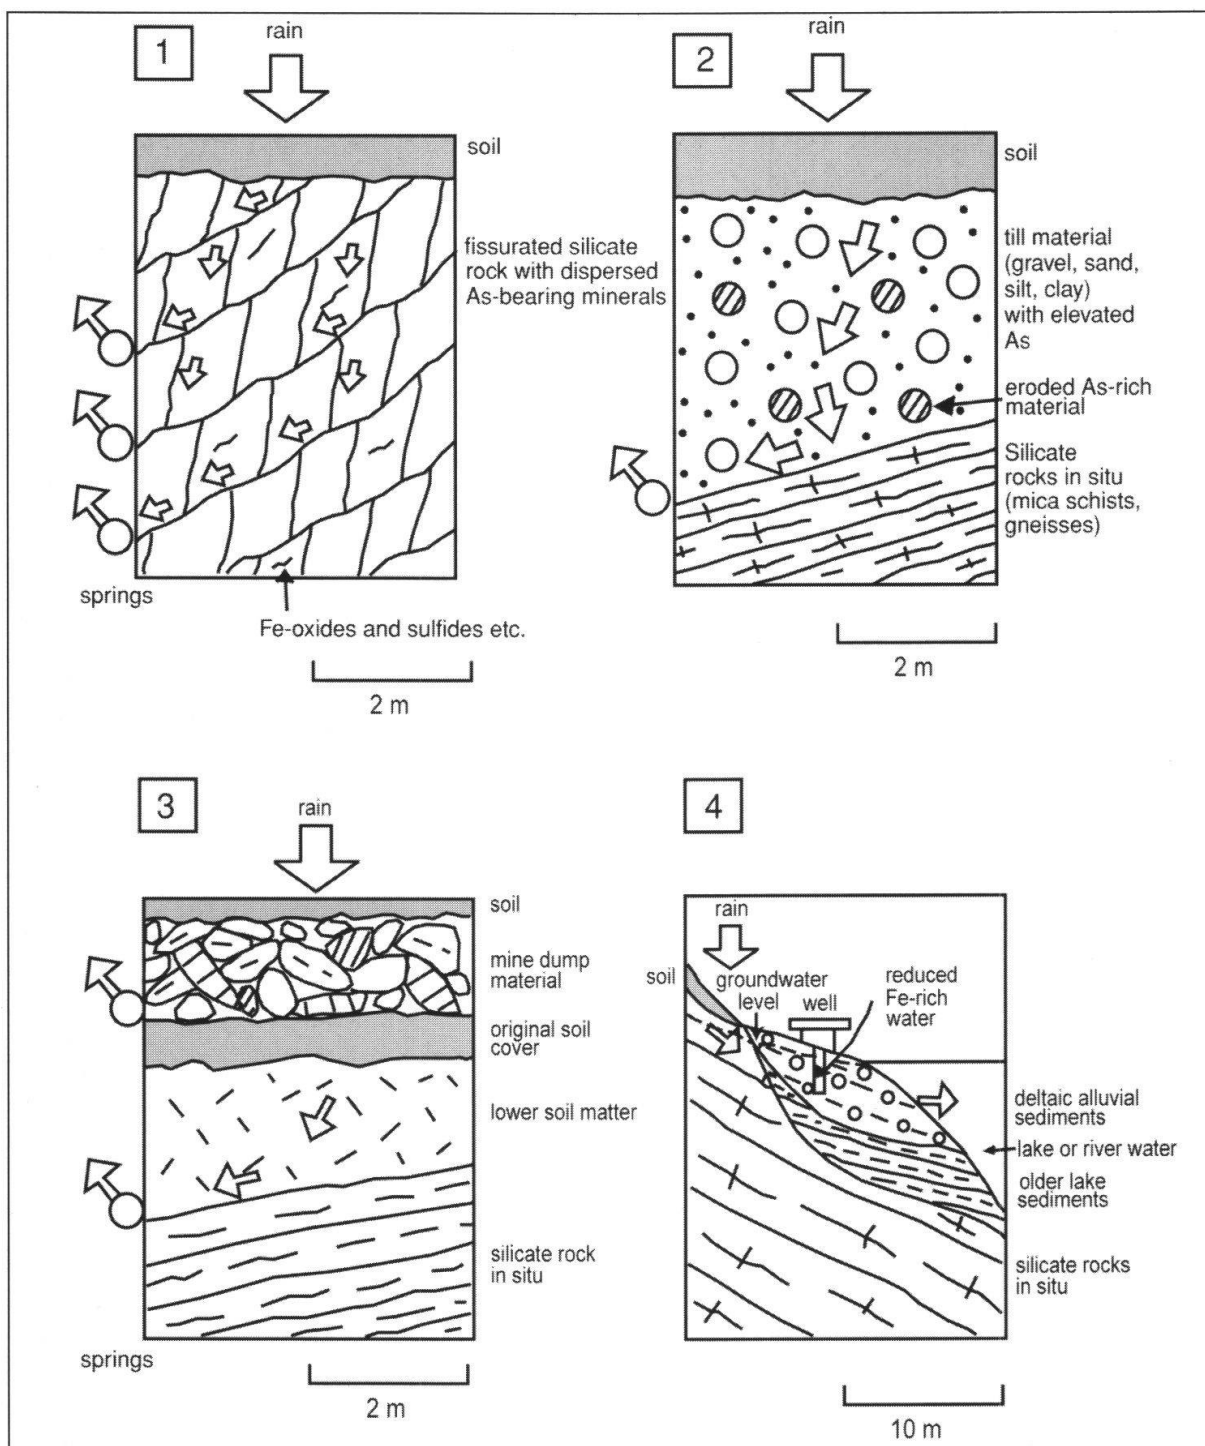 1
rain
soil
fissurated silicate
rock with dispersed
As-bearing minerals
springs
Fe-oxides and sulfides etc.
2 m
2
rain
soil
till material
(gravel, sand,
silt, clay)
with elevated
As
eroded As-rich
material
Silicate
rocks in situ
(mica schists,
gneisses)
2 m
3
rain
soil
mine dump
material
original soil
cover
lower soil matter
silicate rock
in situ
springs
2 m
4
rain
soil
groundwater
level
well
reduced
Fe-rich
water
deltaic alluvial
sediments
lake or river water
older lake
sediments
silicate rocks
in situ
10 m